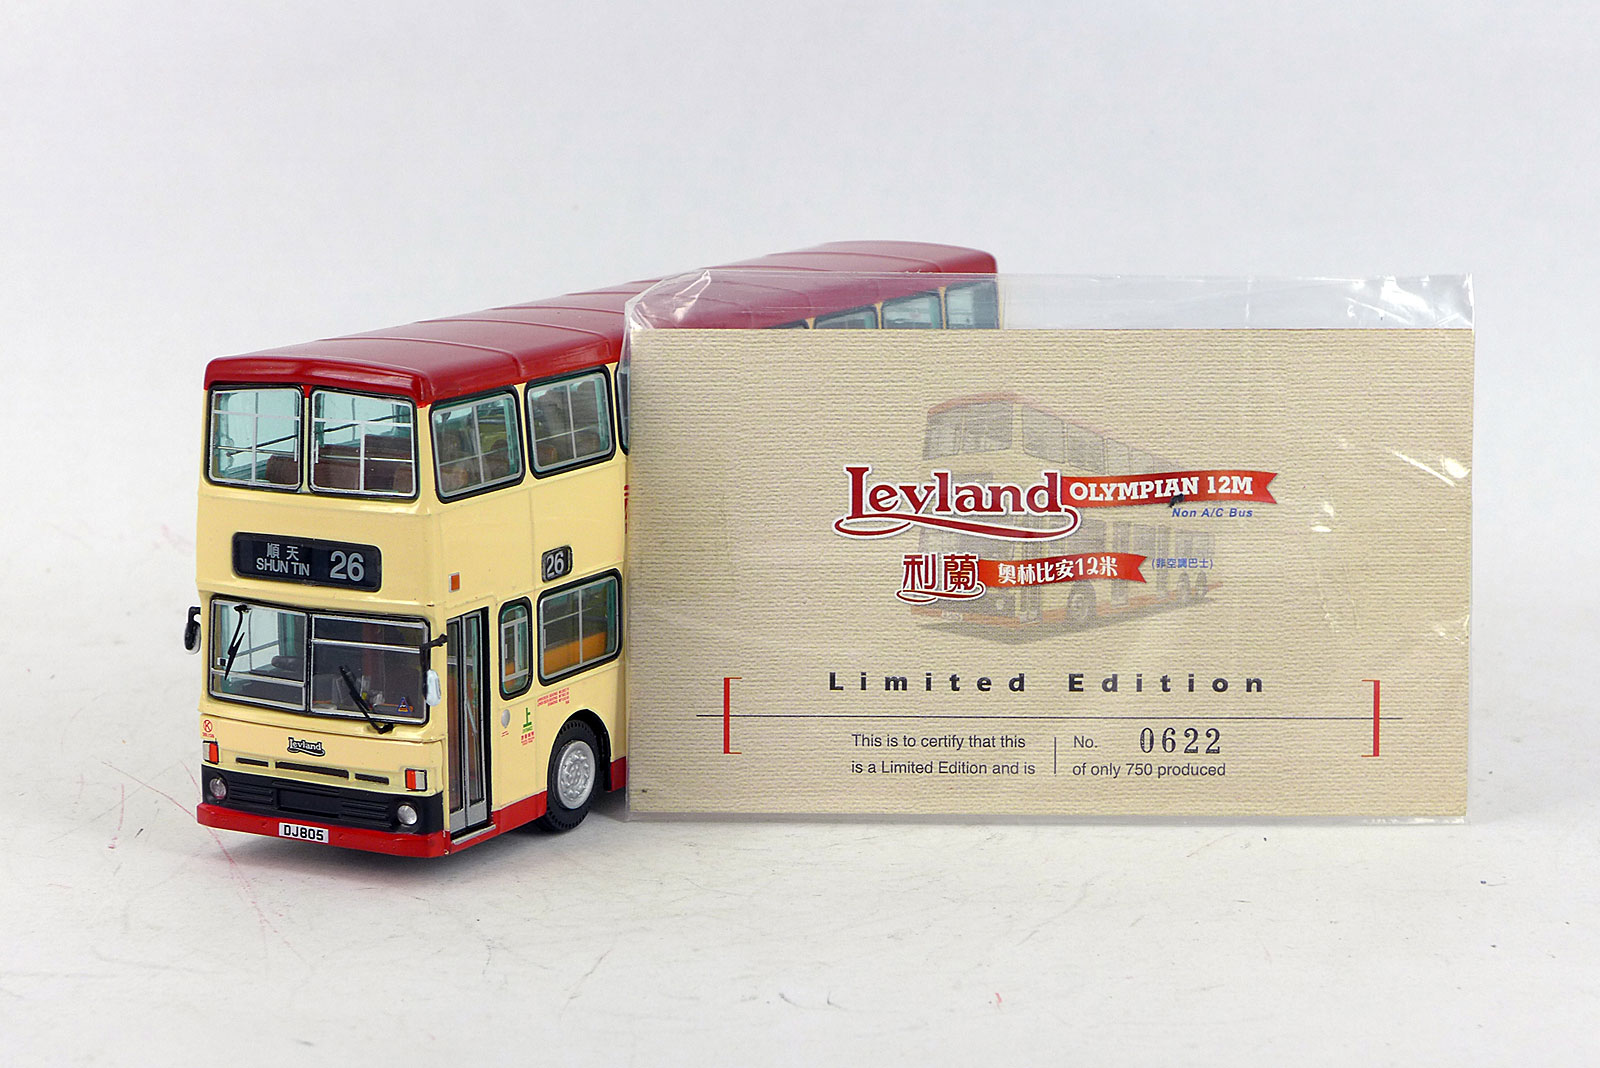 順天
SHUN TIN
26
26
Leyland
上
DJ805
Leyland OLYMPIAN 12M
Non A/C Bus
利蘭 奧林比安12米 (非空調巴士)
Limited Edition
This is to certify that this
is a Limited Edition and is
No. 0622
of only 750 produced